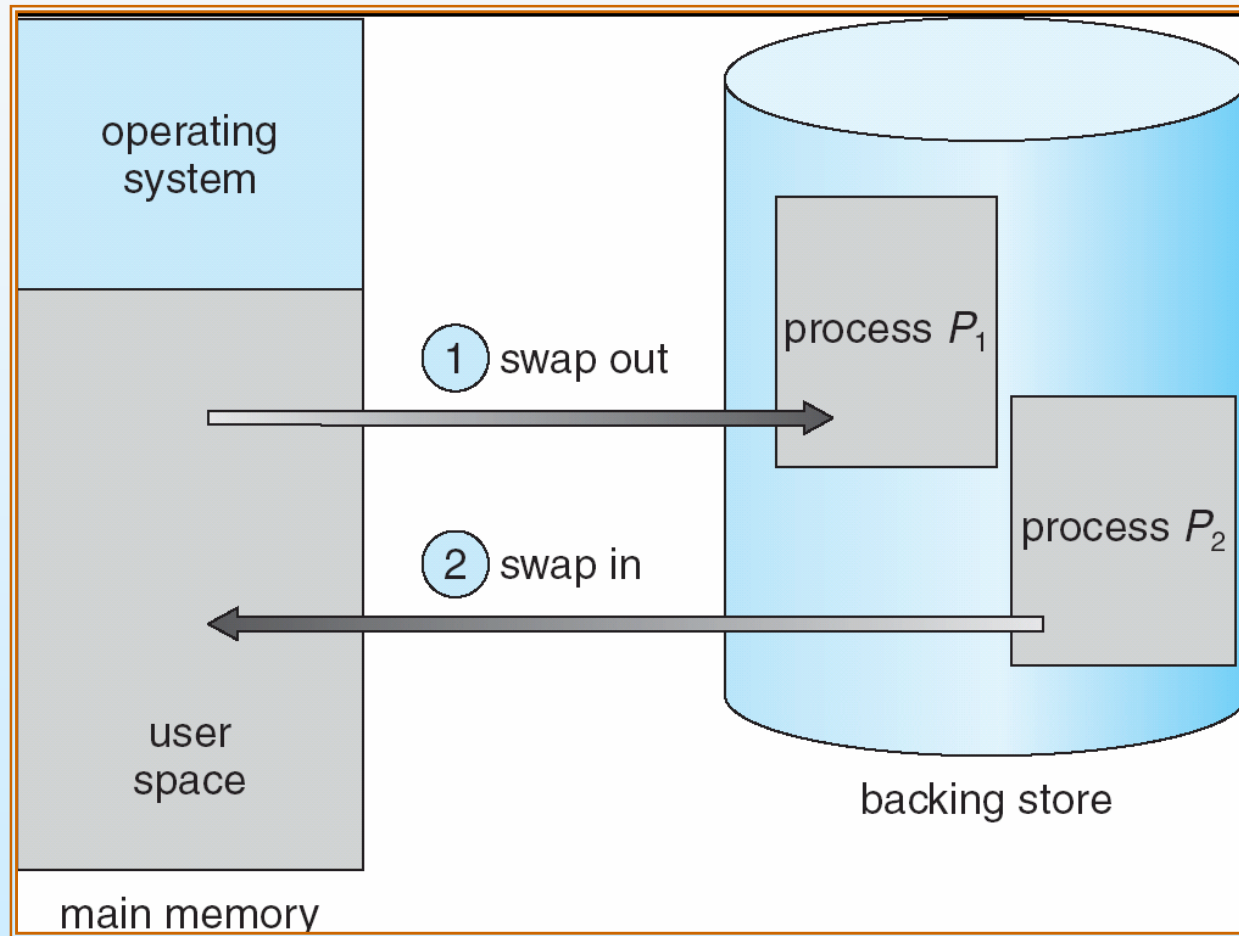 operating
system
process P₁
1 swap out
process P₂
2 swap in
user
space
backing store
main memory